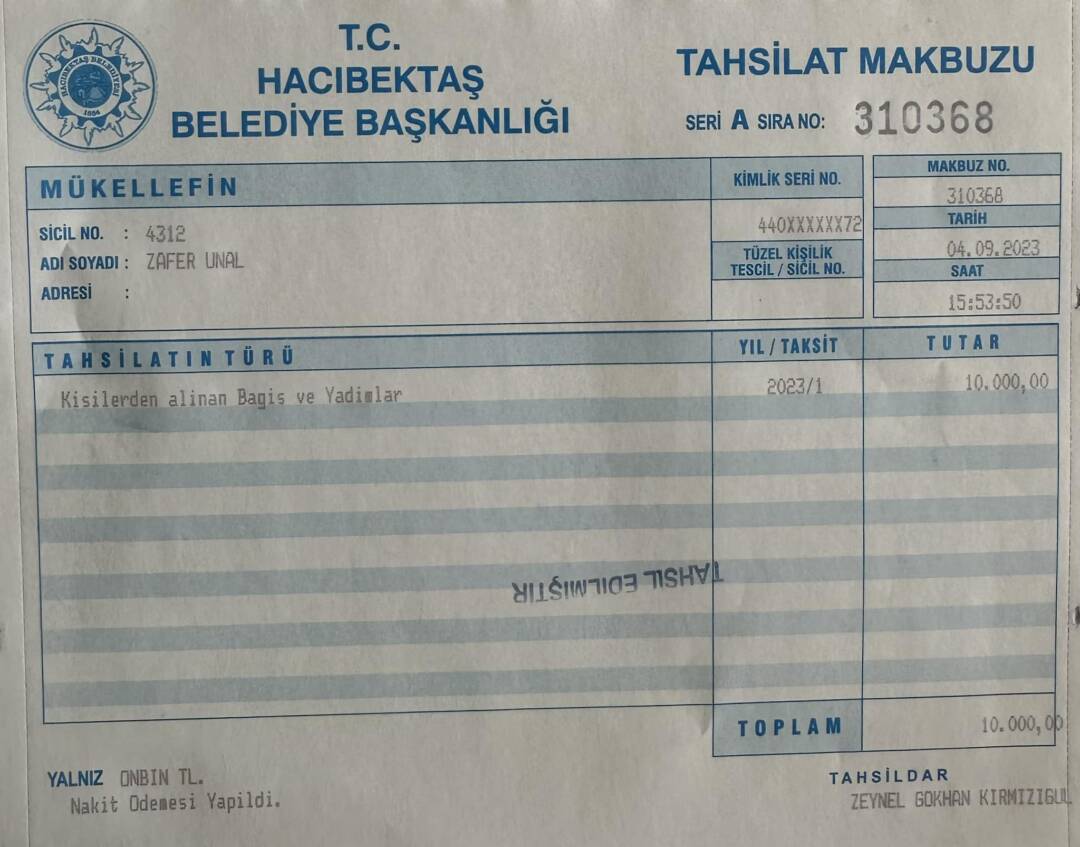 HACIBEKTAŞ BELEDİYESİ
1884
T.C.
HACIBEKTAŞ
BELEDİYE BAŞKANLIĞI
TAHSİLAT MAKBUZU
SERİ A SIRA NO: 310368
MÜKELLEFİN
SİCİL NO. : 4312
ADI SOYADI : ZAFER UNAL
ADRESİ :
KİMLİK SERİ NO.
440XXXXXX72
TÜZEL KİŞİLİK
TESCİL / SİCİL NO.
MAKBUZ NO.
310368
TARİH
04.09.2023
SAAT
15:53:50
TAHSİLATIN TÜRÜ YIL / TAKSİT TUTAR
Kisilerden alinan Bagis ve Yadimlar 2023/1 10.000,00
TAHSİL EDİLMİŞTİR
TOPLAM 10.000,00
YALNIZ ONBIN TL.
Nakit Odemesi Yapildi.
TAHSİLDAR
ZEYNEL GOKHAN KIRMIZIGUL